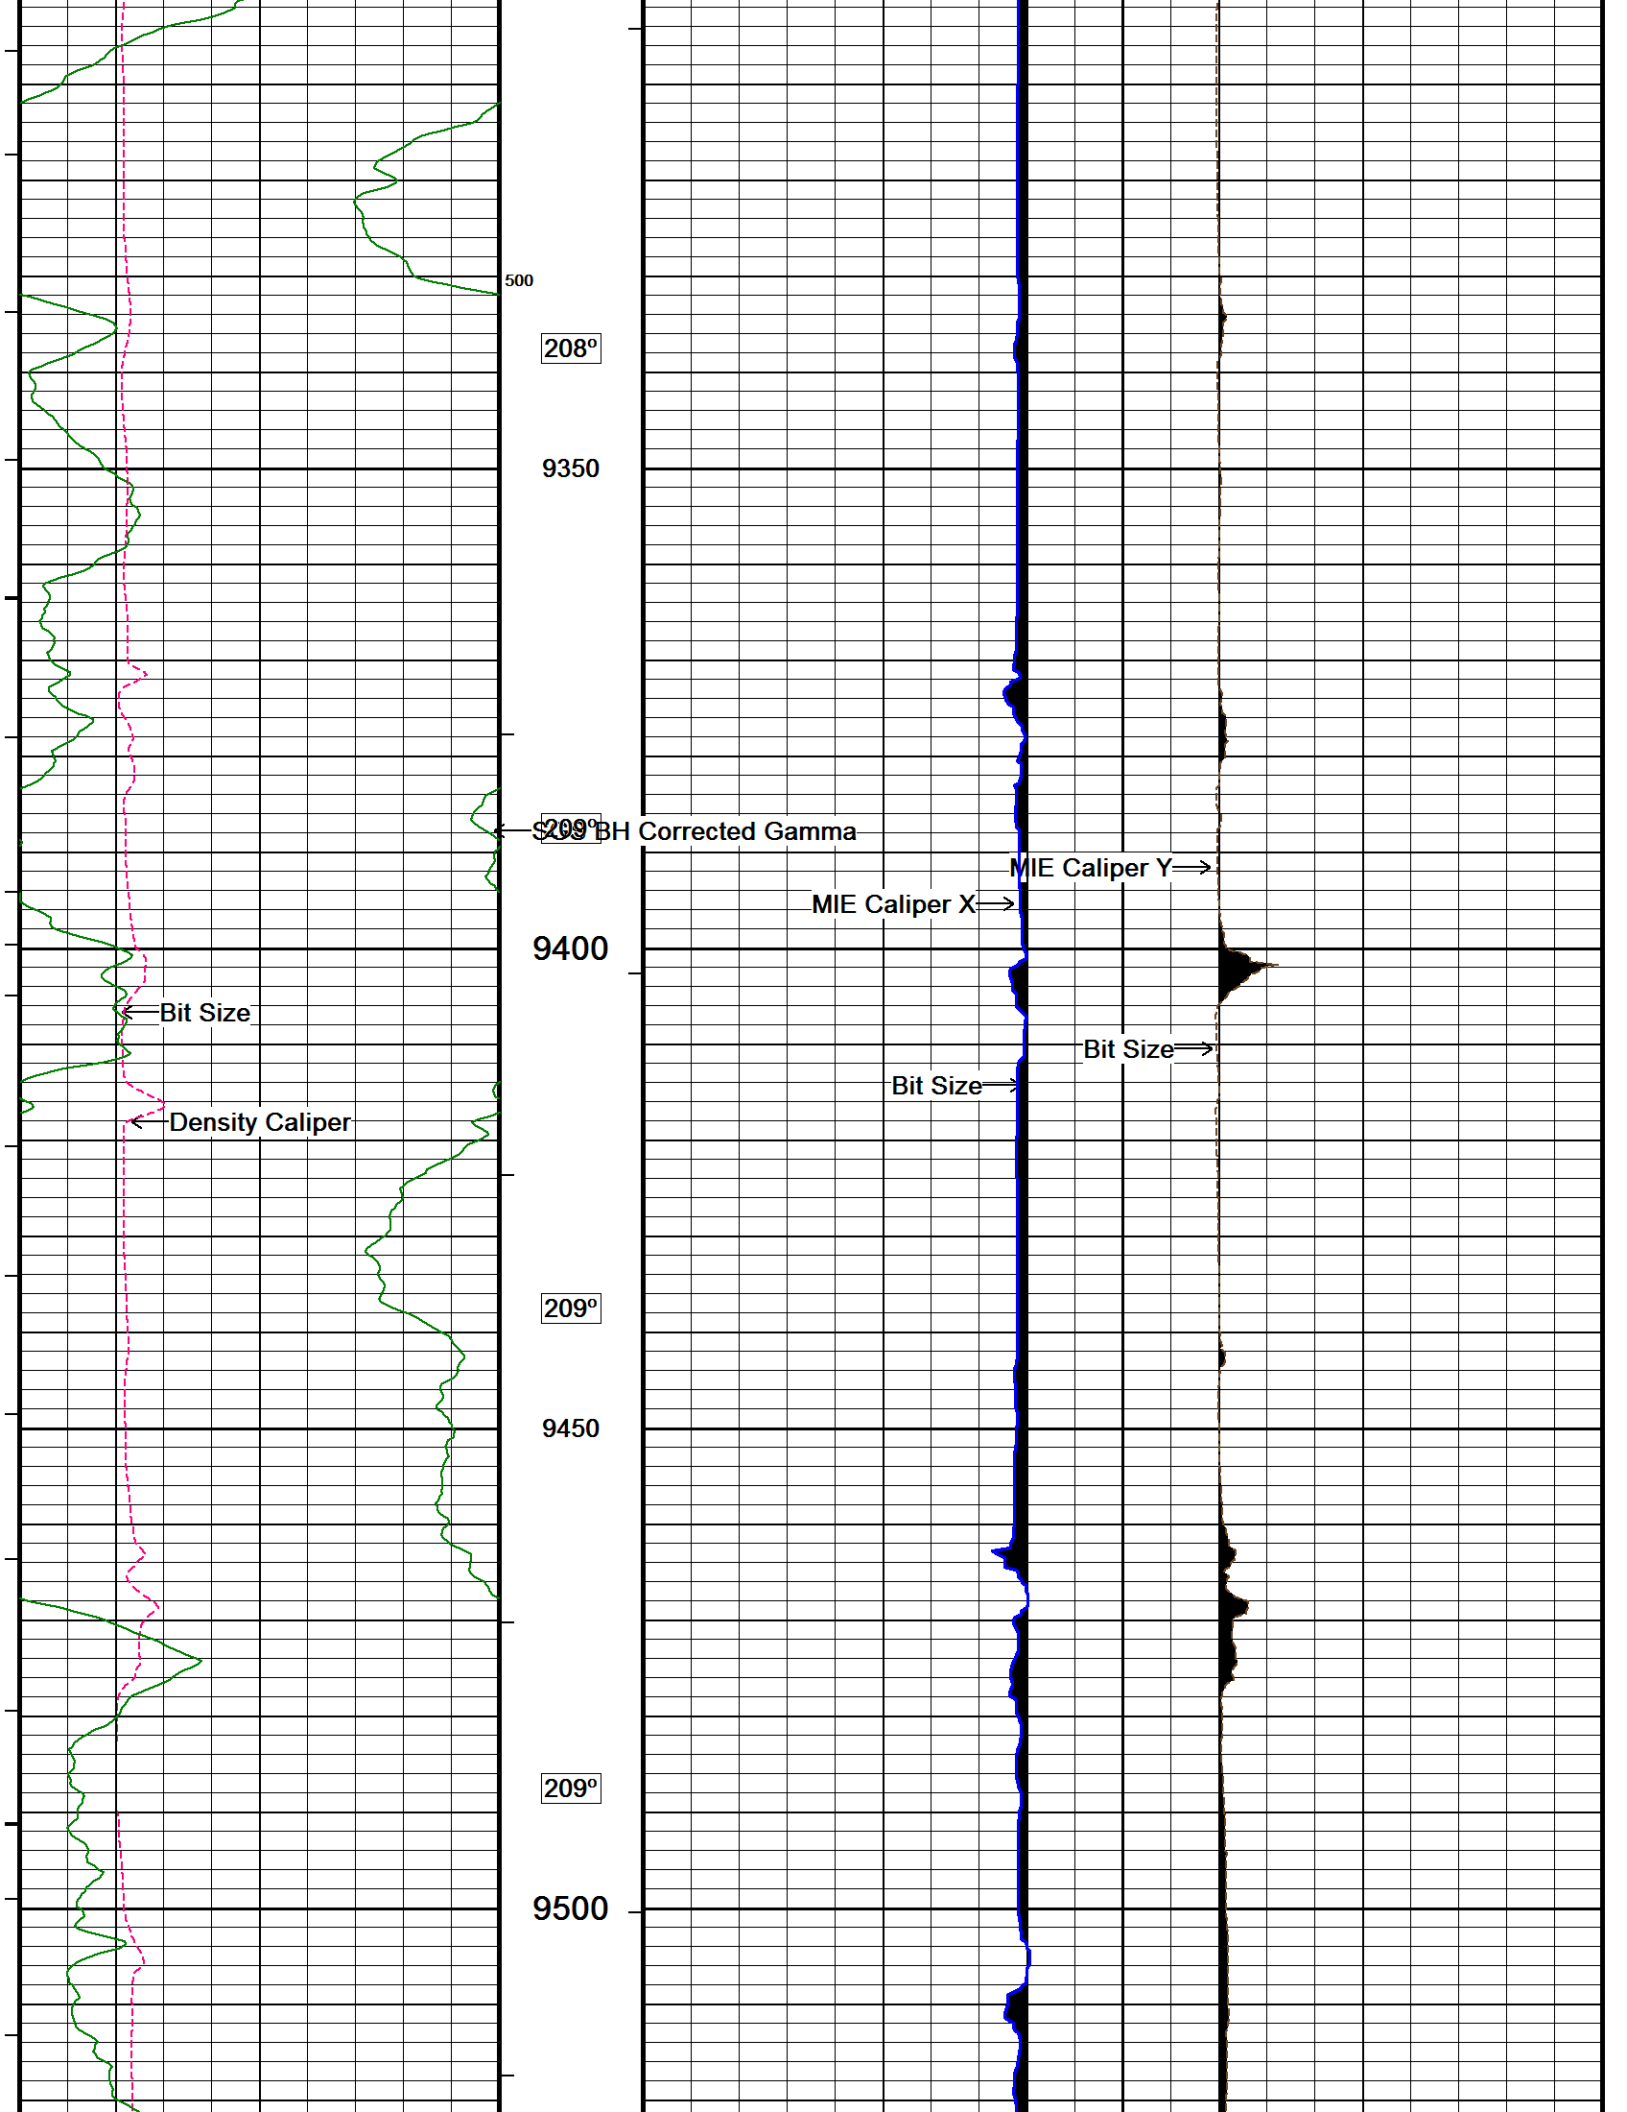 500
208º
9350
209º
SGS BH Corrected Gamma
MIE Caliper Y
MIE Caliper X
9400
Bit Size
Bit Size
Bit Size
Density Caliper
209º
9450
209º
9500